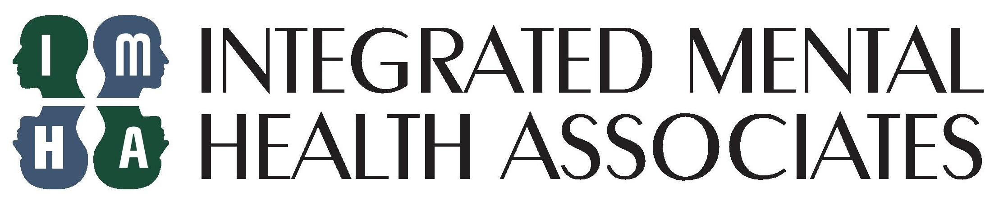 I M
H A
INTEGRATED MENTAL
HEALTH ASSOCIATES